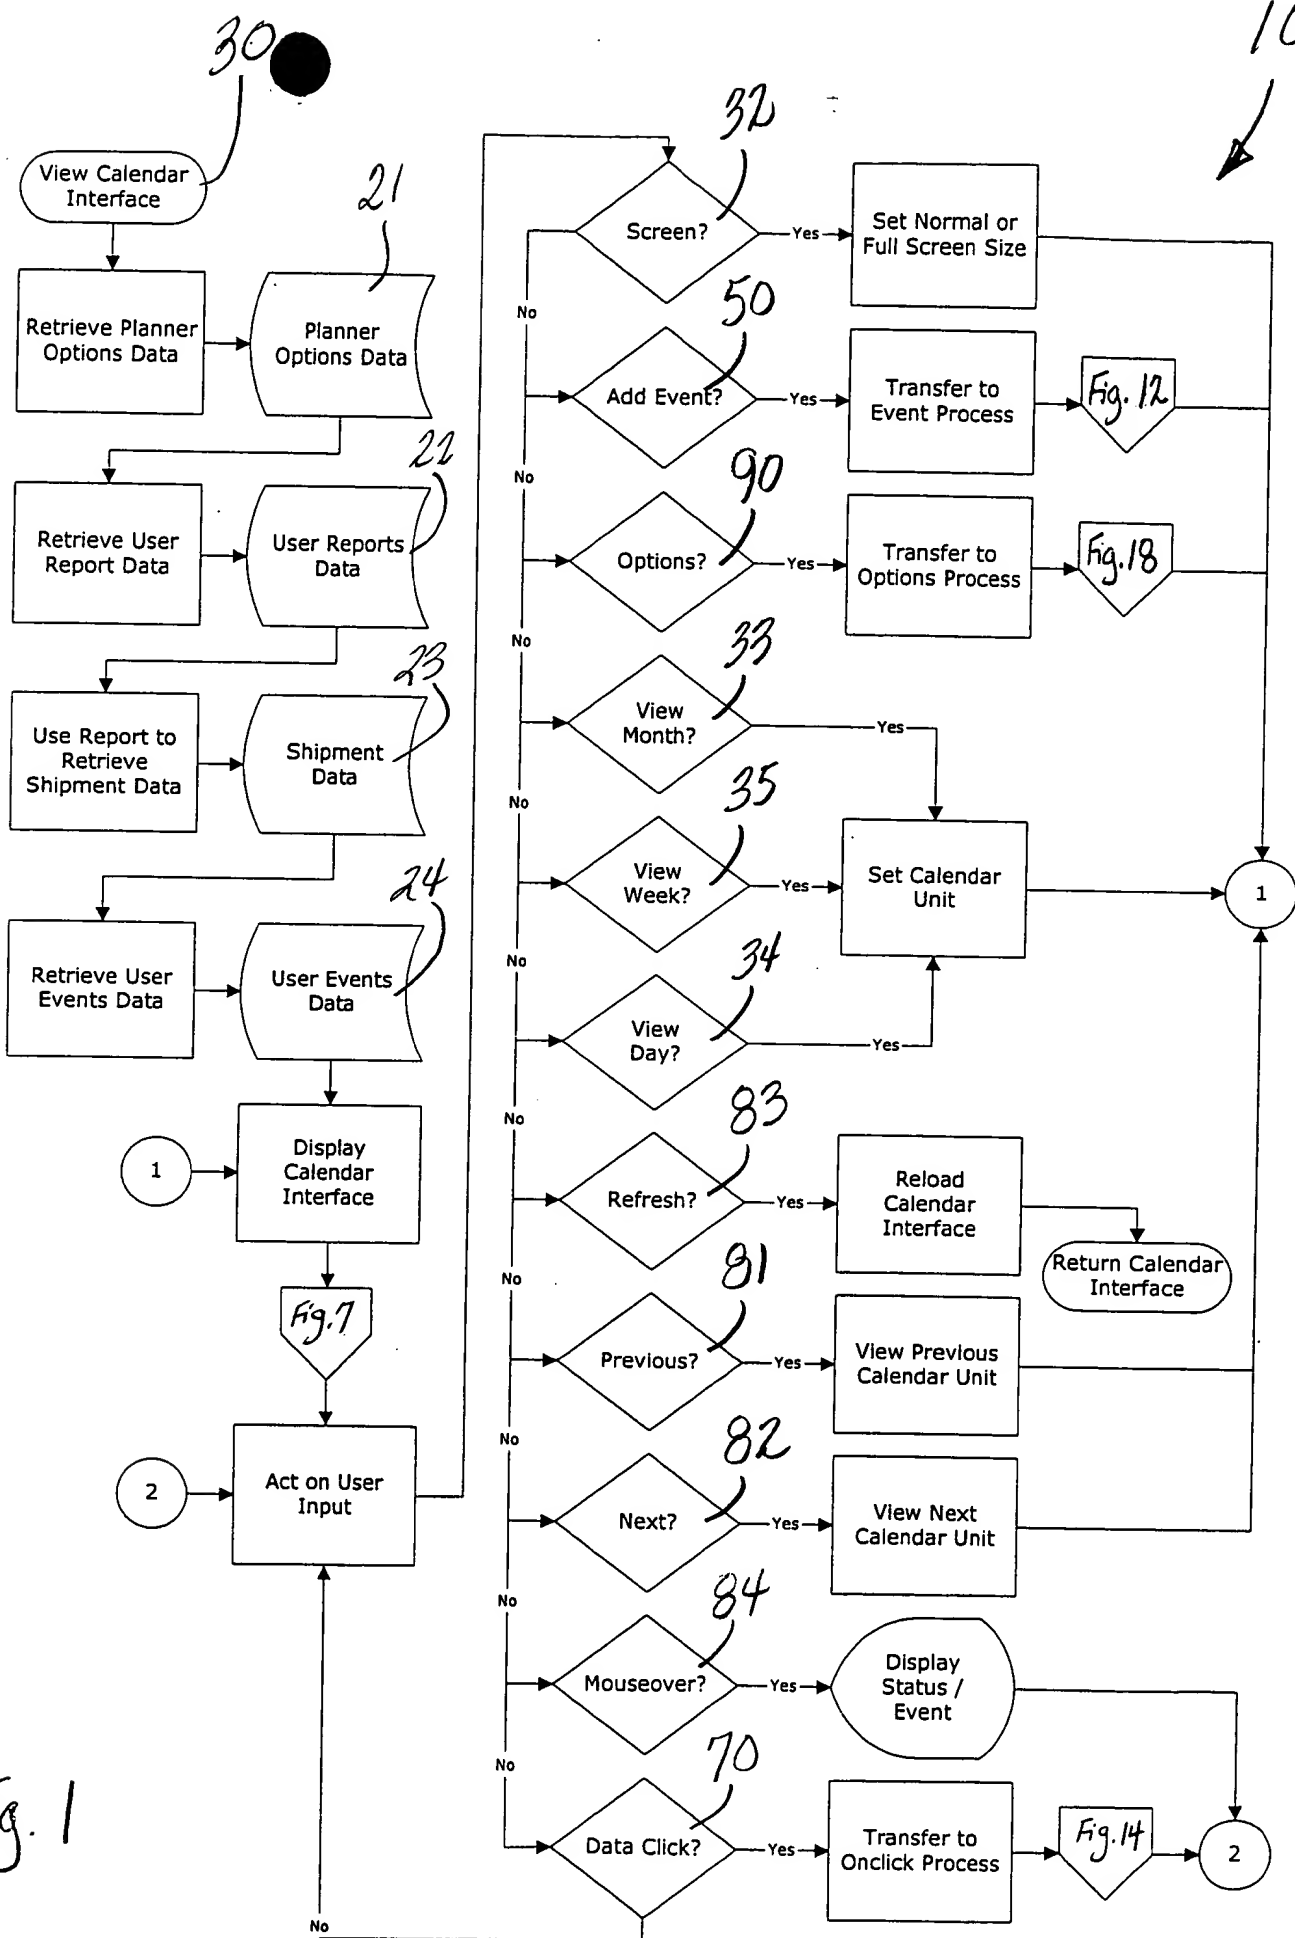 30
10
View Calendar
Interface
21
Retrieve Planner
Options Data
Planner
Options Data
22
Retrieve User
Report Data
User Reports
Data
23
Use Report to
Retrieve
Shipment Data
Shipment
Data
24
Retrieve User
Events Data
User Events
Data
1
Display
Calendar
Interface
Fig.7
2
Act on User
Input
No
32
Screen?
Yes
Set Normal or
Full Screen Size
No
50
Add Event?
Yes
Transfer to
Event Process
Fig. 12
No
90
Options?
Yes
Transfer to
Options Process
Fig.18
No
33
View
Month?
Yes
No
35
View
Week?
Yes
Set Calendar
Unit
1
No
34
View
Day?
Yes
No
83
Refresh?
Yes
Reload
Calendar
Interface
Return Calendar
Interface
No
81
Previous?
Yes
View Previous
Calendar Unit
No
82
Next?
Yes
View Next
Calendar Unit
No
84
Mouseover?
Yes
Display
Status /
Event
No
70
Data Click?
Yes
Transfer to
Onclick Process
Fig.14
2
g. 1